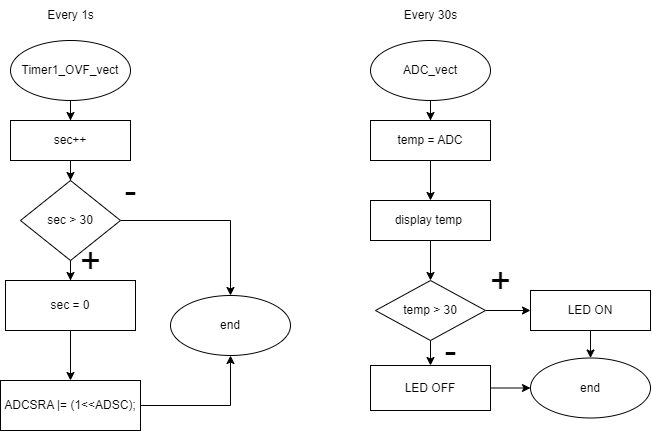 Every 1s
Timer1_OVF_vect
sec++
sec > 30
-
+
sec = 0
end
ADCSRA |= (1<<ADSC);
Every 30s
ADC_vect
temp = ADC
display temp
temp > 30
+
-
LED ON
LED OFF
end